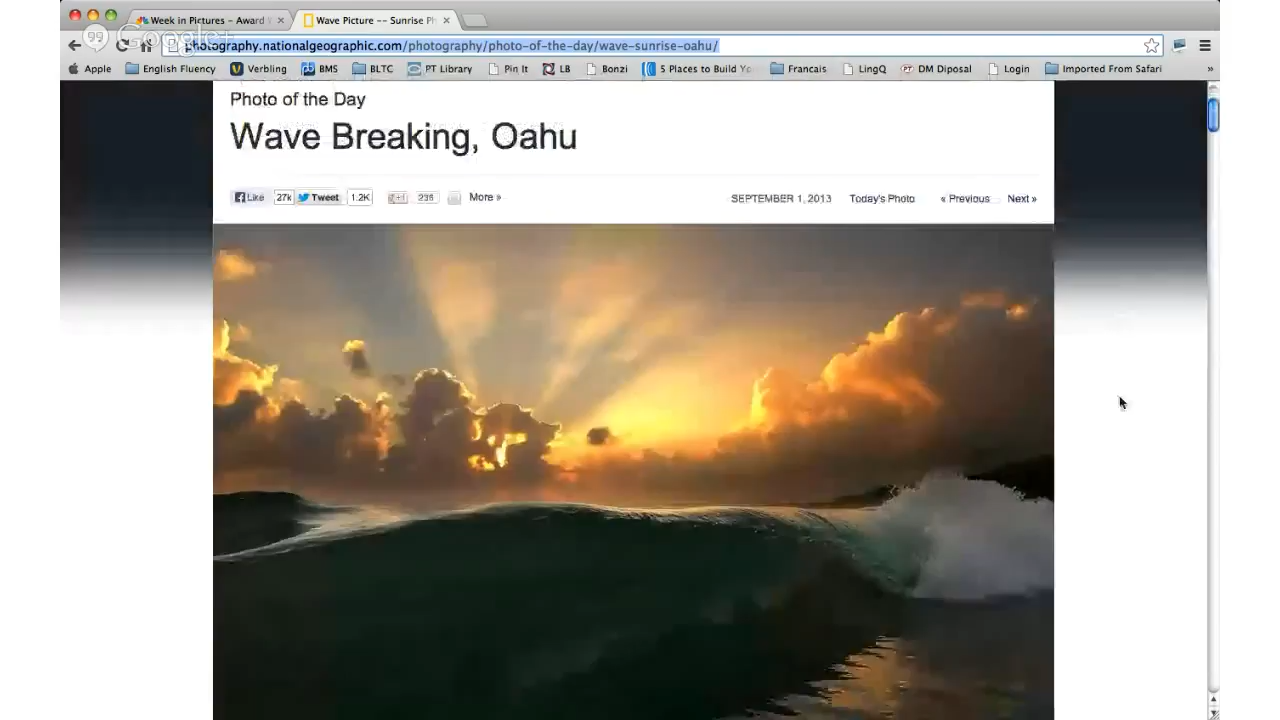 Week in Pictures – Award
Wave Picture -- Sunrise Ph
Google+
photography.nationalgeographic.com/photography/photo-of-the-day/wave-sunrise-oahu/
Apple English Fluency Verbling BMS BLTC PT Library Pin It LB Bonzi 5 Places to Build Yo Francais LingQ DM Diposal Login Imported From Safari »
Photo of the Day
Wave Breaking, Oahu
Like 27k Tweet 1.2K +1 236 More » SEPTEMBER 1, 2013 Today's Photo « Previous Next »